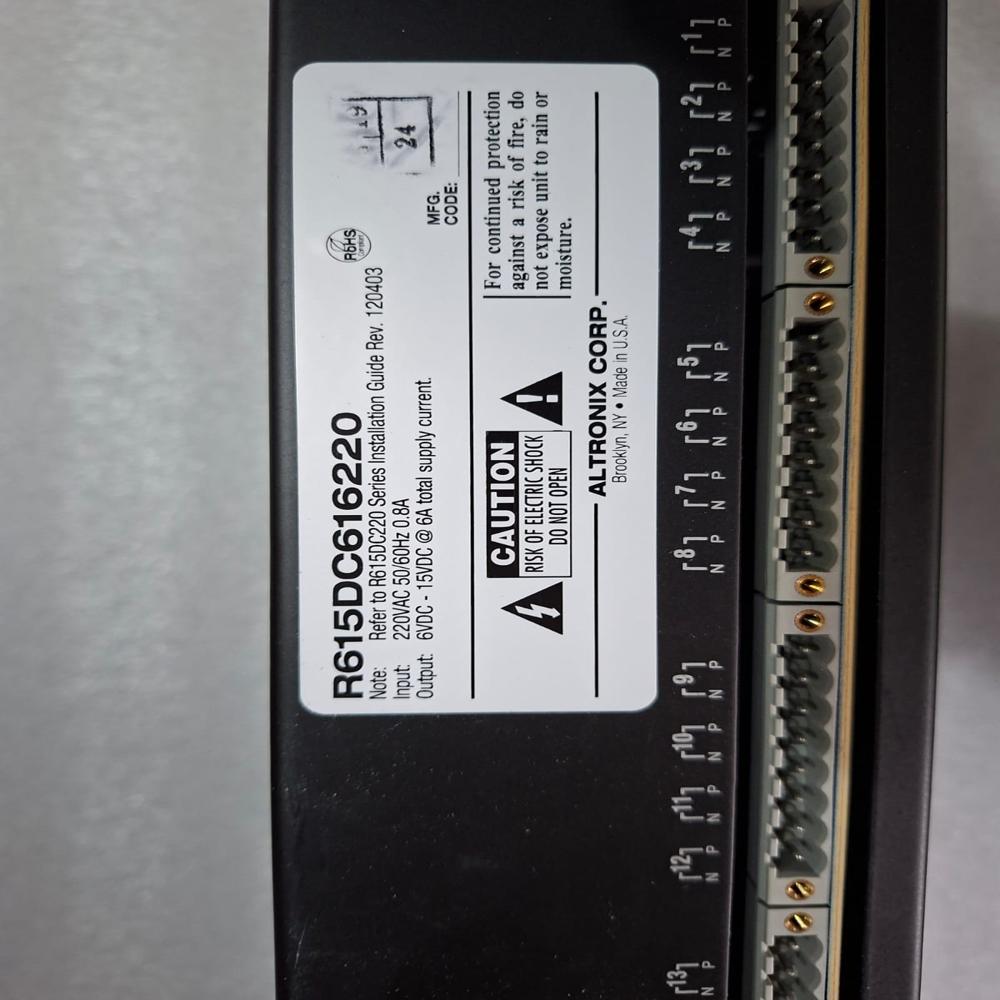 R615DC616220
Note: Refer to R615DC220 Series Installation Guide Rev. 120403
Input: 220VAC 50/60Hz 0.8A
Output: 6VDC - 15VDC @ 6A total supply current.
RoHS
Compliant
MFG.
CODE:
19
24
CAUTION
RISK OF ELECTRIC SHOCK
DO NOT OPEN
For continued protection
against a risk of fire, do
not expose unit to rain or
moisture.
ALTRONIX CORP.
Brooklyn, NY • Made in U.S.A.
13 12 11 10 9 8 7 6 5 4 3 2 1
N P N P N P N P N P N P N P N P N P N P N P N P N P